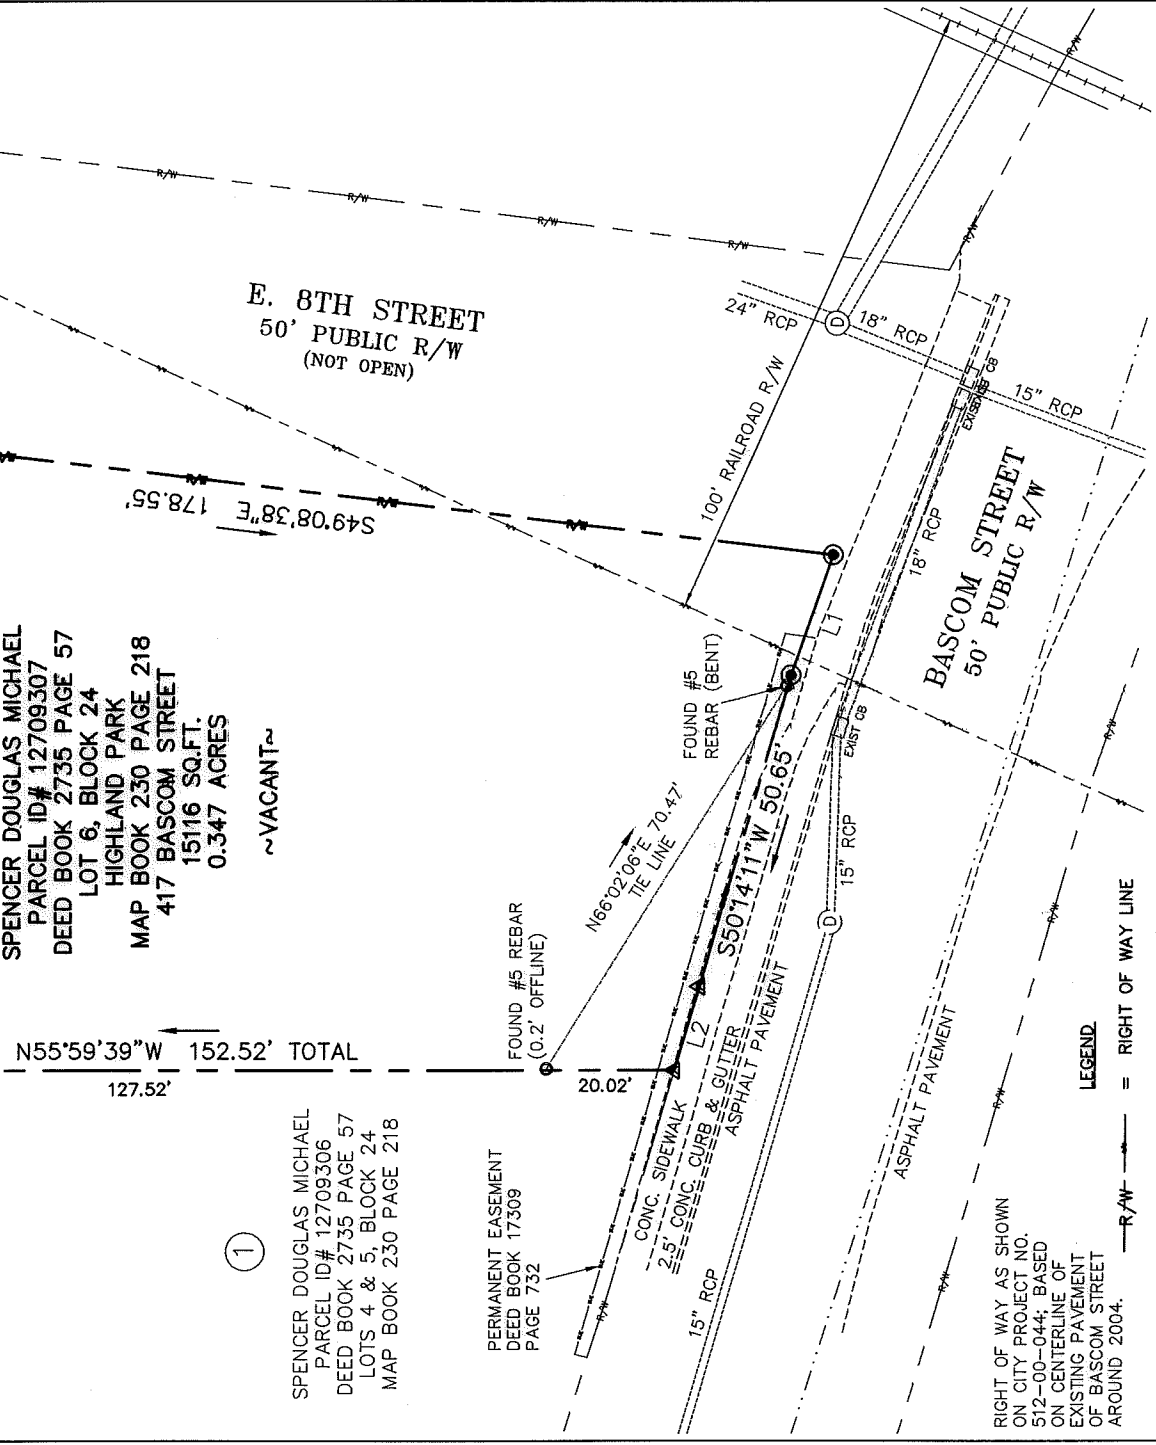 SPENCER DOUGLAS MICHAEL
PARCEL ID# 12709307
DEED BOOK 2735 PAGE 57
LOT 6, BLOCK 24
HIGHLAND PARK
MAP BOOK 230 PAGE 218
417 BASCOM STREET
15116 SQ.FT.
0.347 ACRES
~VACANT~
E. 8TH STREET
50' PUBLIC R/W
(NOT OPEN)
R/W
R/W
R/W
R/W
R/W
R/W
R/W
R/W
R/W
R/W
S49°08'38"E 178.55'
100' RAILROAD R/W
24" RCP
D
18" RCP
15" RCP
EXIST CB
18" RCP
BASCOM STREET
50' PUBLIC R/W
L1
FOUND #5
REBAR (BENT)
EXIST CB
15" RCP
D
N66°02'06"E 70.47'
TIE LINE
S50°14'11"W 50.65'
FOUND #5 REBAR
(0.2' OFFLINE)
N55°59'39"W 152.52' TOTAL
127.52'
20.02'
L2
1
SPENCER DOUGLAS MICHAEL
PARCEL ID# 12709306
DEED BOOK 2735 PAGE 57
LOTS 4 & 5, BLOCK 24
MAP BOOK 230 PAGE 218
PERMANENT EASEMENT
DEED BOOK 17309
PAGE 732
CONC. SIDEWALK
2.5' CONC. CURB & GUTTER
ASPHALT PAVEMENT
15" RCP
R/W
ASPHALT PAVEMENT
R/W
R/W
R/W
R/W
RIGHT OF WAY AS SHOWN
ON CITY PROJECT NO.
512-00-044; BASED
ON CENTERLINE OF
EXISTING PAVEMENT
OF BASCOM STREET
AROUND 2004.
LEGEND
R/W = RIGHT OF WAY LINE